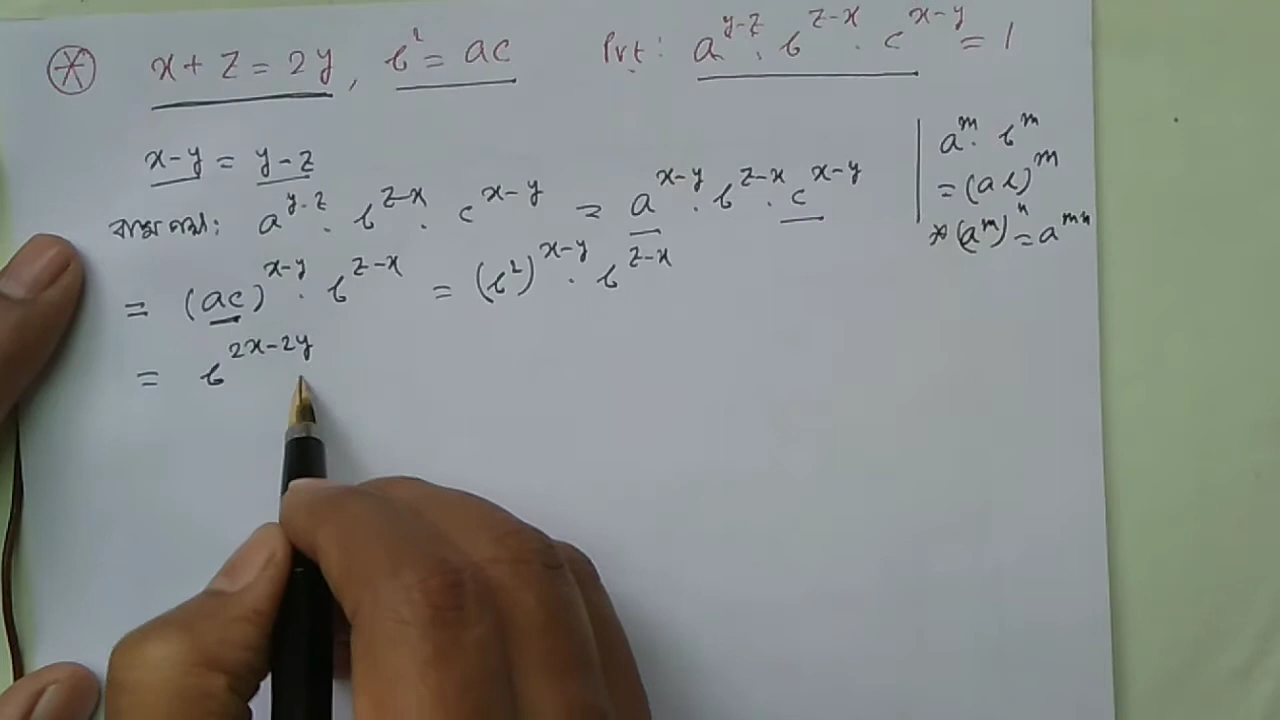 * x + z = 2y, b² = ac Prt: a^{y-z} . b^{z-x} . c^{x-y} = 1
x-y = y-z
বামপক্ষ: a^{y-z} . b^{z-x} . c^{x-y} = a^{x-y} . b^{z-x} . c^{x-y}
= (ac)^{x-y} . b^{z-x} = (b²)^{x-y} . b^{z-x}
= b^{2x-2y}
a^m . b^m
= (ab)^m
* (a^m)^n = a^{mn}